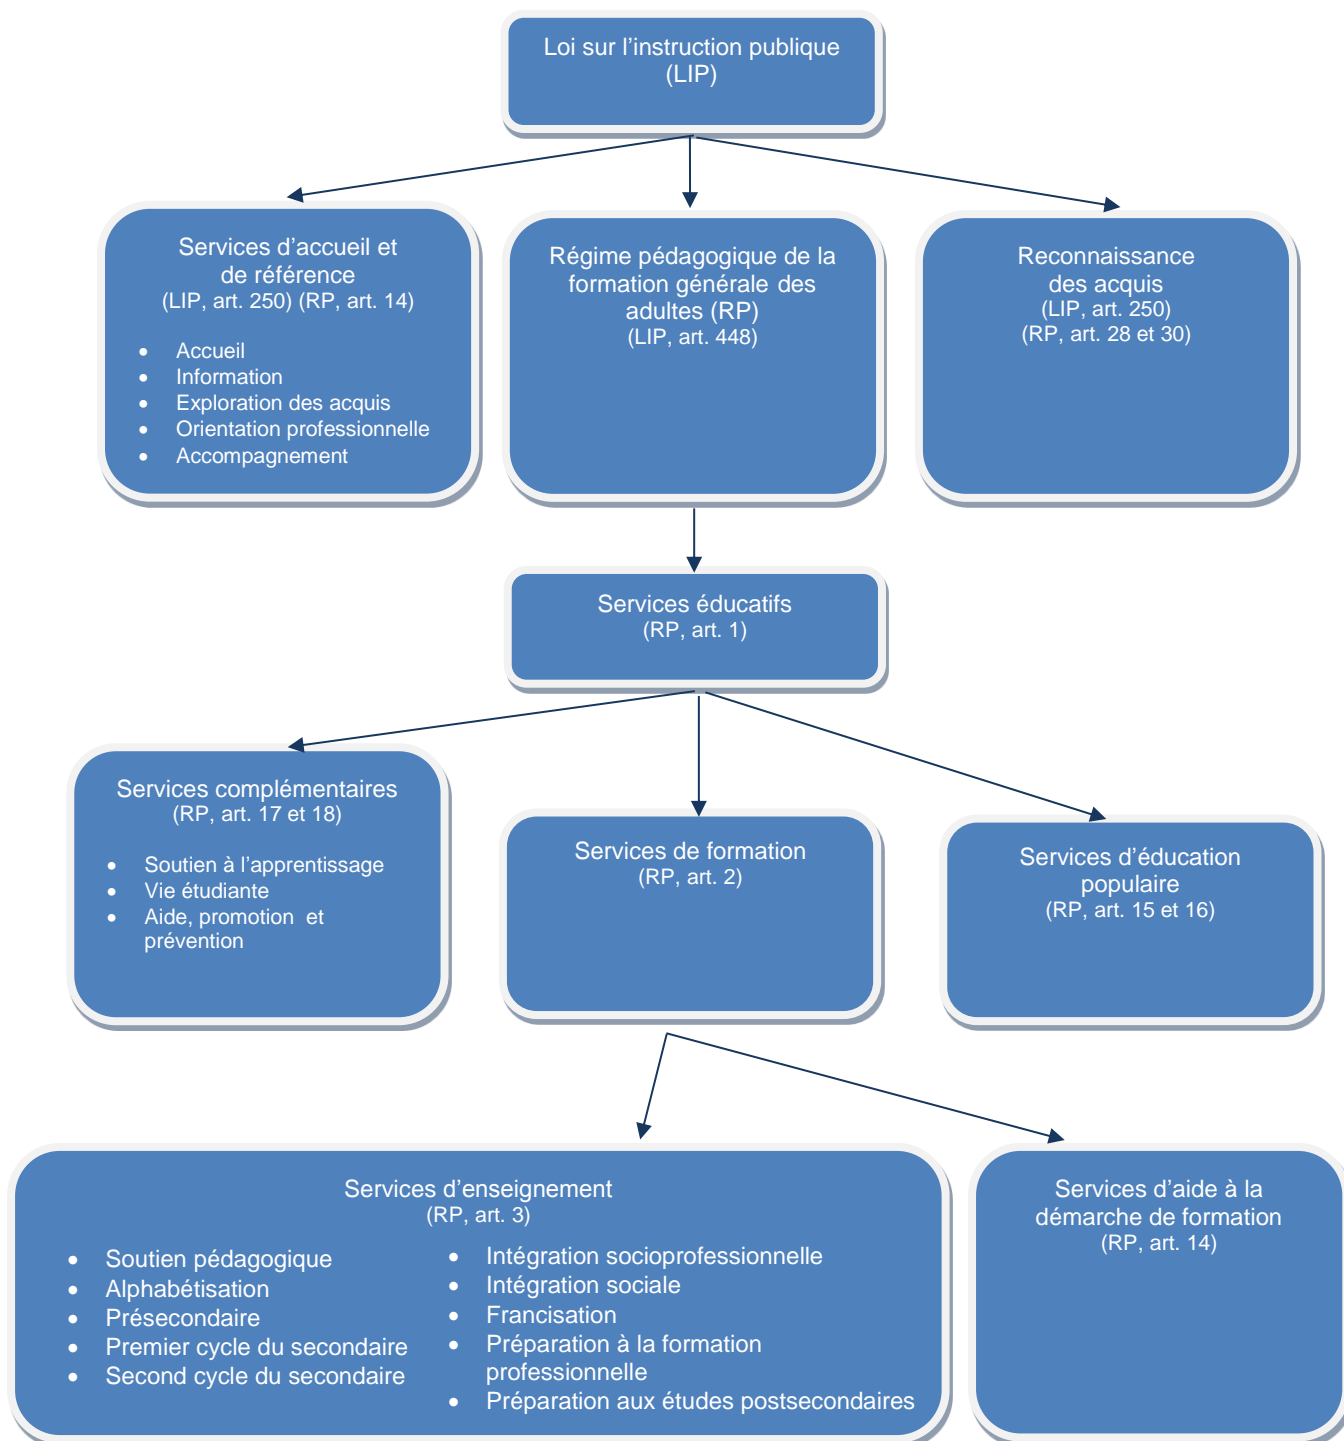 Loi sur l’instruction publique
(LIP)
Services d’accueil et
de référence
(LIP, art. 250) (RP, art. 14)
• Accueil
• Information
• Exploration des acquis
• Orientation professionnelle
• Accompagnement
Régime pédagogique de la
formation générale des
adultes (RP)
(LIP, art. 448)
Reconnaissance
des acquis
(LIP, art. 250)
(RP, art. 28 et 30)
Services éducatifs
(RP, art. 1)
Services complémentaires
(RP, art. 17 et 18)
• Soutien à l’apprentissage
• Vie étudiante
• Aide, promotion et
prévention
Services de formation
(RP, art. 2)
Services d’éducation
populaire
(RP, art. 15 et 16)
Services d’enseignement
(RP, art. 3)
• Soutien pédagogique
• Alphabétisation
• Présecondaire
• Premier cycle du secondaire
• Second cycle du secondaire
• Intégration socioprofessionnelle
• Intégration sociale
• Francisation
• Préparation à la formation
professionnelle
• Préparation aux études postsecondaires
Services d’aide à la
démarche de formation
(RP, art. 14)